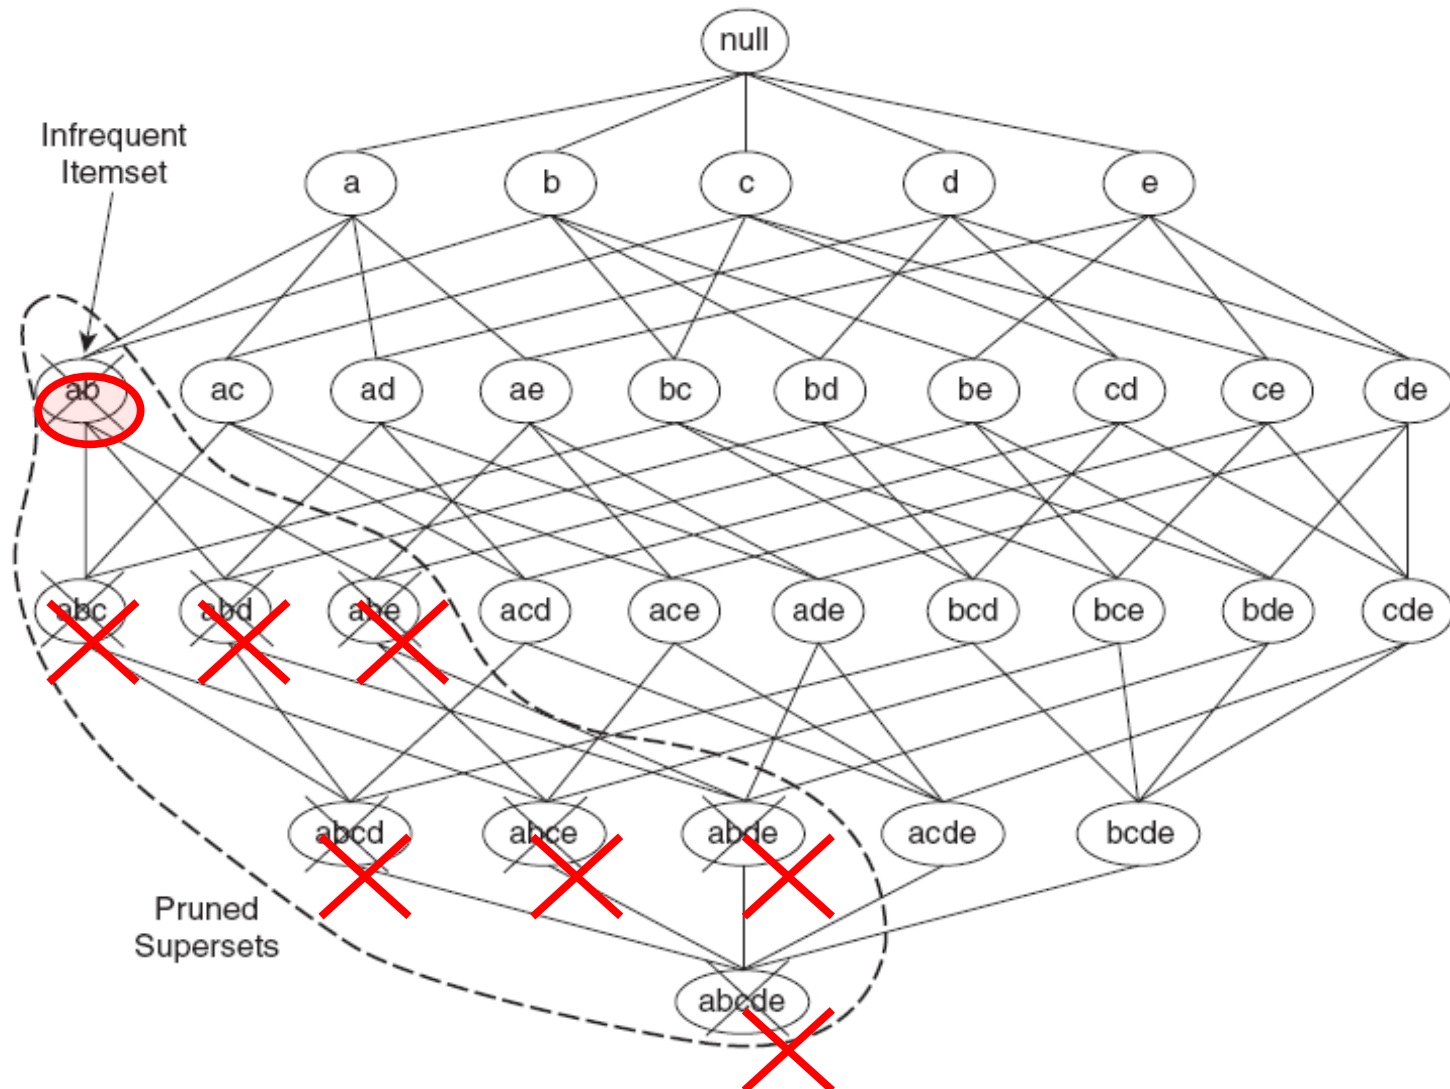 null
Infrequent
Itemset
a b c d e
ab ac ad ae bc bd be cd ce de
abc abd abe acd ace ade bcd bce bde cde
abcd abce abde acde bcde
Pruned
Supersets
abcde